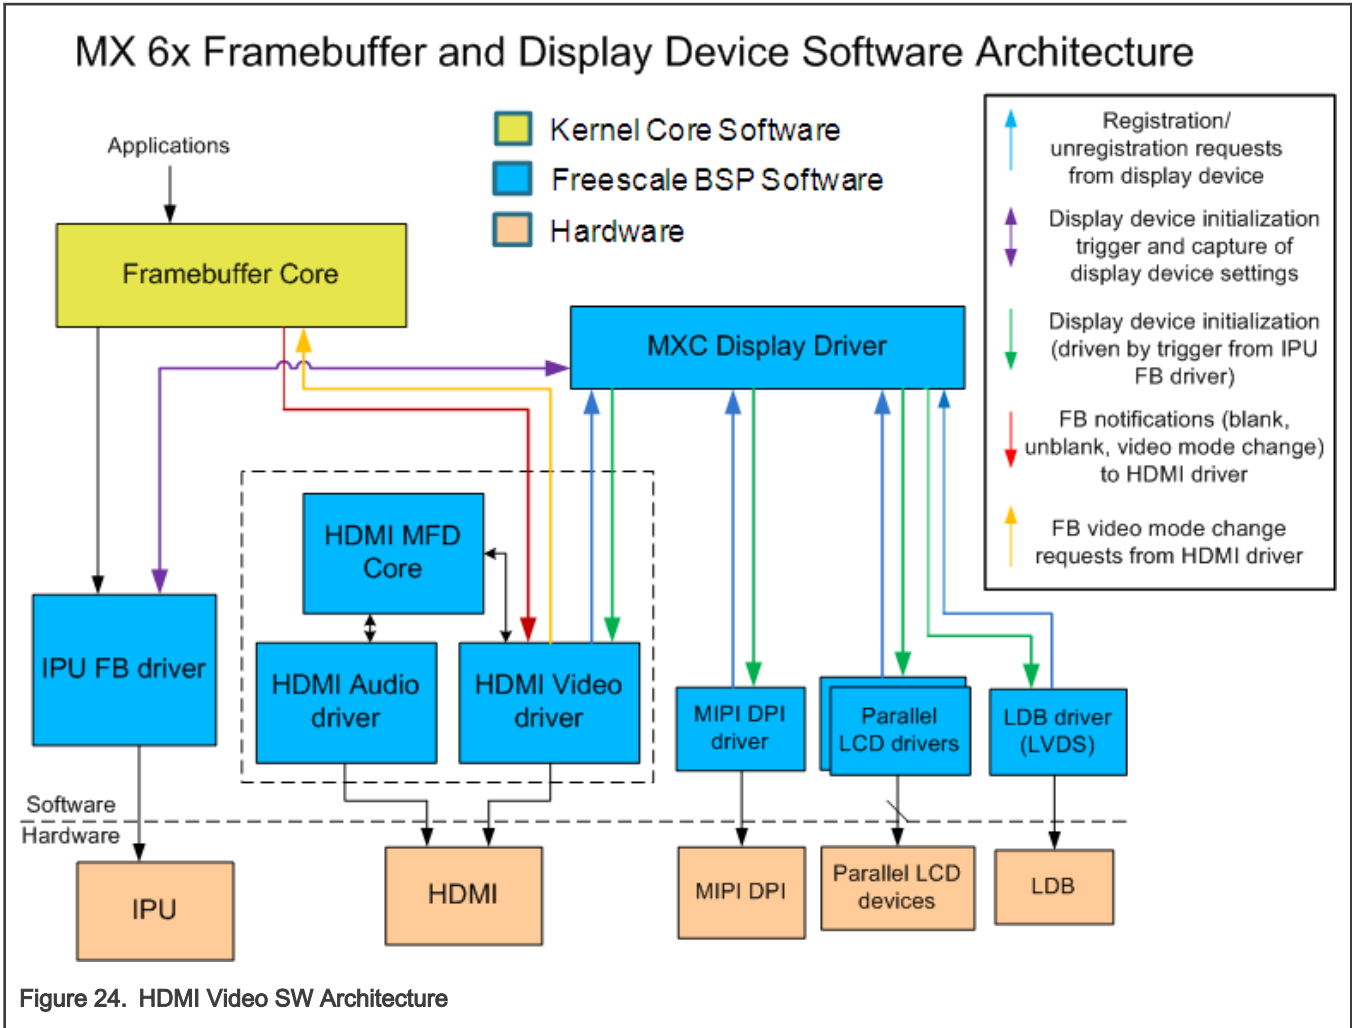 MX 6x Framebuffer and Display Device Software Architecture
Kernel Core Software
Freescale BSP Software
Hardware
Registration/
unregistration requests
from display device
Display device initialization
trigger and capture of
display device settings
Display device initialization
(driven by trigger from IPU
FB driver)
FB notifications (blank,
unblank, video mode change)
to HDMI driver
FB video mode change
requests from HDMI driver
Applications
Framebuffer Core
MXC Display Driver
HDMI MFD
Core
IPU FB driver
HDMI Audio
driver
HDMI Video
driver
MIPI DPI
driver
Parallel
LCD drivers
LDB driver
(LVDS)
Software
Hardware
IPU
HDMI
MIPI DPI
Parallel LCD
devices
LDB
Figure 24. HDMI Video SW Architecture